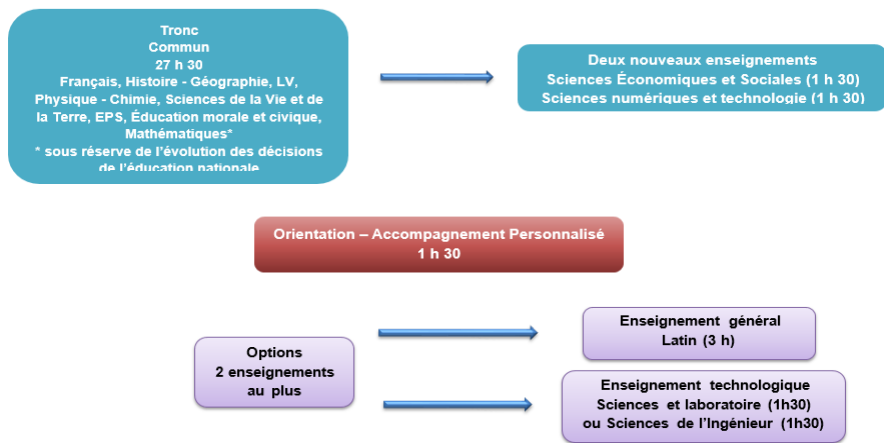 Tronc
Commun
27 h 30
Français, Histoire - Géographie, LV,
Physique - Chimie, Sciences de la Vie et de
la Terre, EPS, Éducation morale et civique,
Mathématiques*
* sous réserve de l'évolution des décisions
de l'éducation nationale
Deux nouveaux enseignements
Sciences Économiques et Sociales (1 h 30)
Sciences numériques et technologie (1 h 30)
Orientation – Accompagnement Personnalisé
1 h 30
Options
2 enseignements
au plus
Enseignement général
Latin (3 h)
Enseignement technologique
Sciences et laboratoire (1h30)
ou Sciences de l'Ingénieur (1h30)